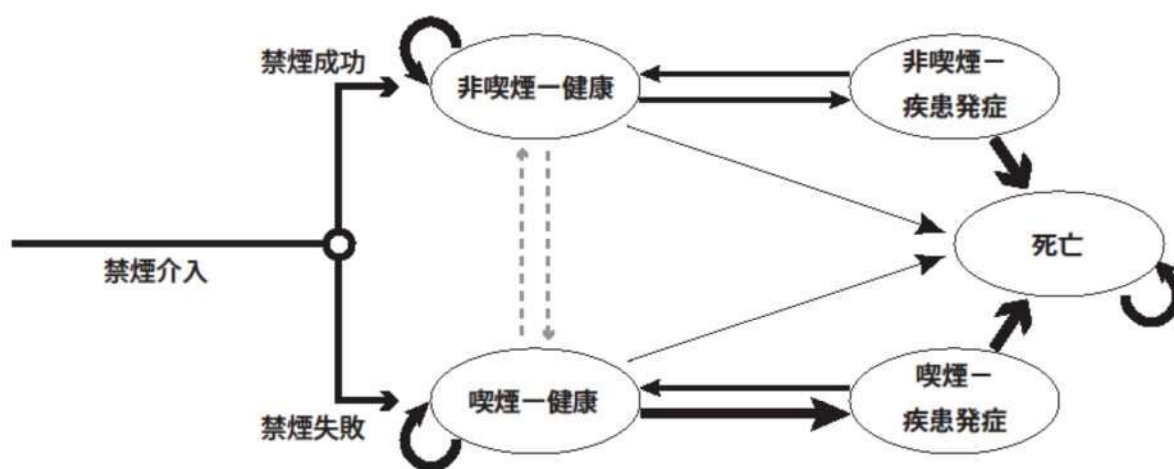 禁煙成功
非喫煙ー健康
非喫煙ー
疾患発症
禁煙介入
死亡
禁煙失敗
喫煙ー健康
喫煙ー
疾患発症